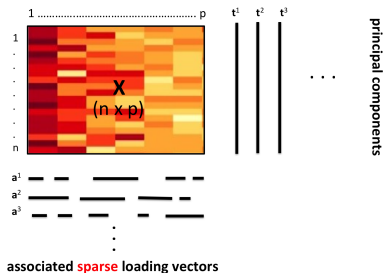 1 ........................................ p
t¹ t² t³
1
.
.
.
.
n
X
(n x p)
. . .
principal components
a¹
a²
a³
.
.
.
associated sparse loading vectors